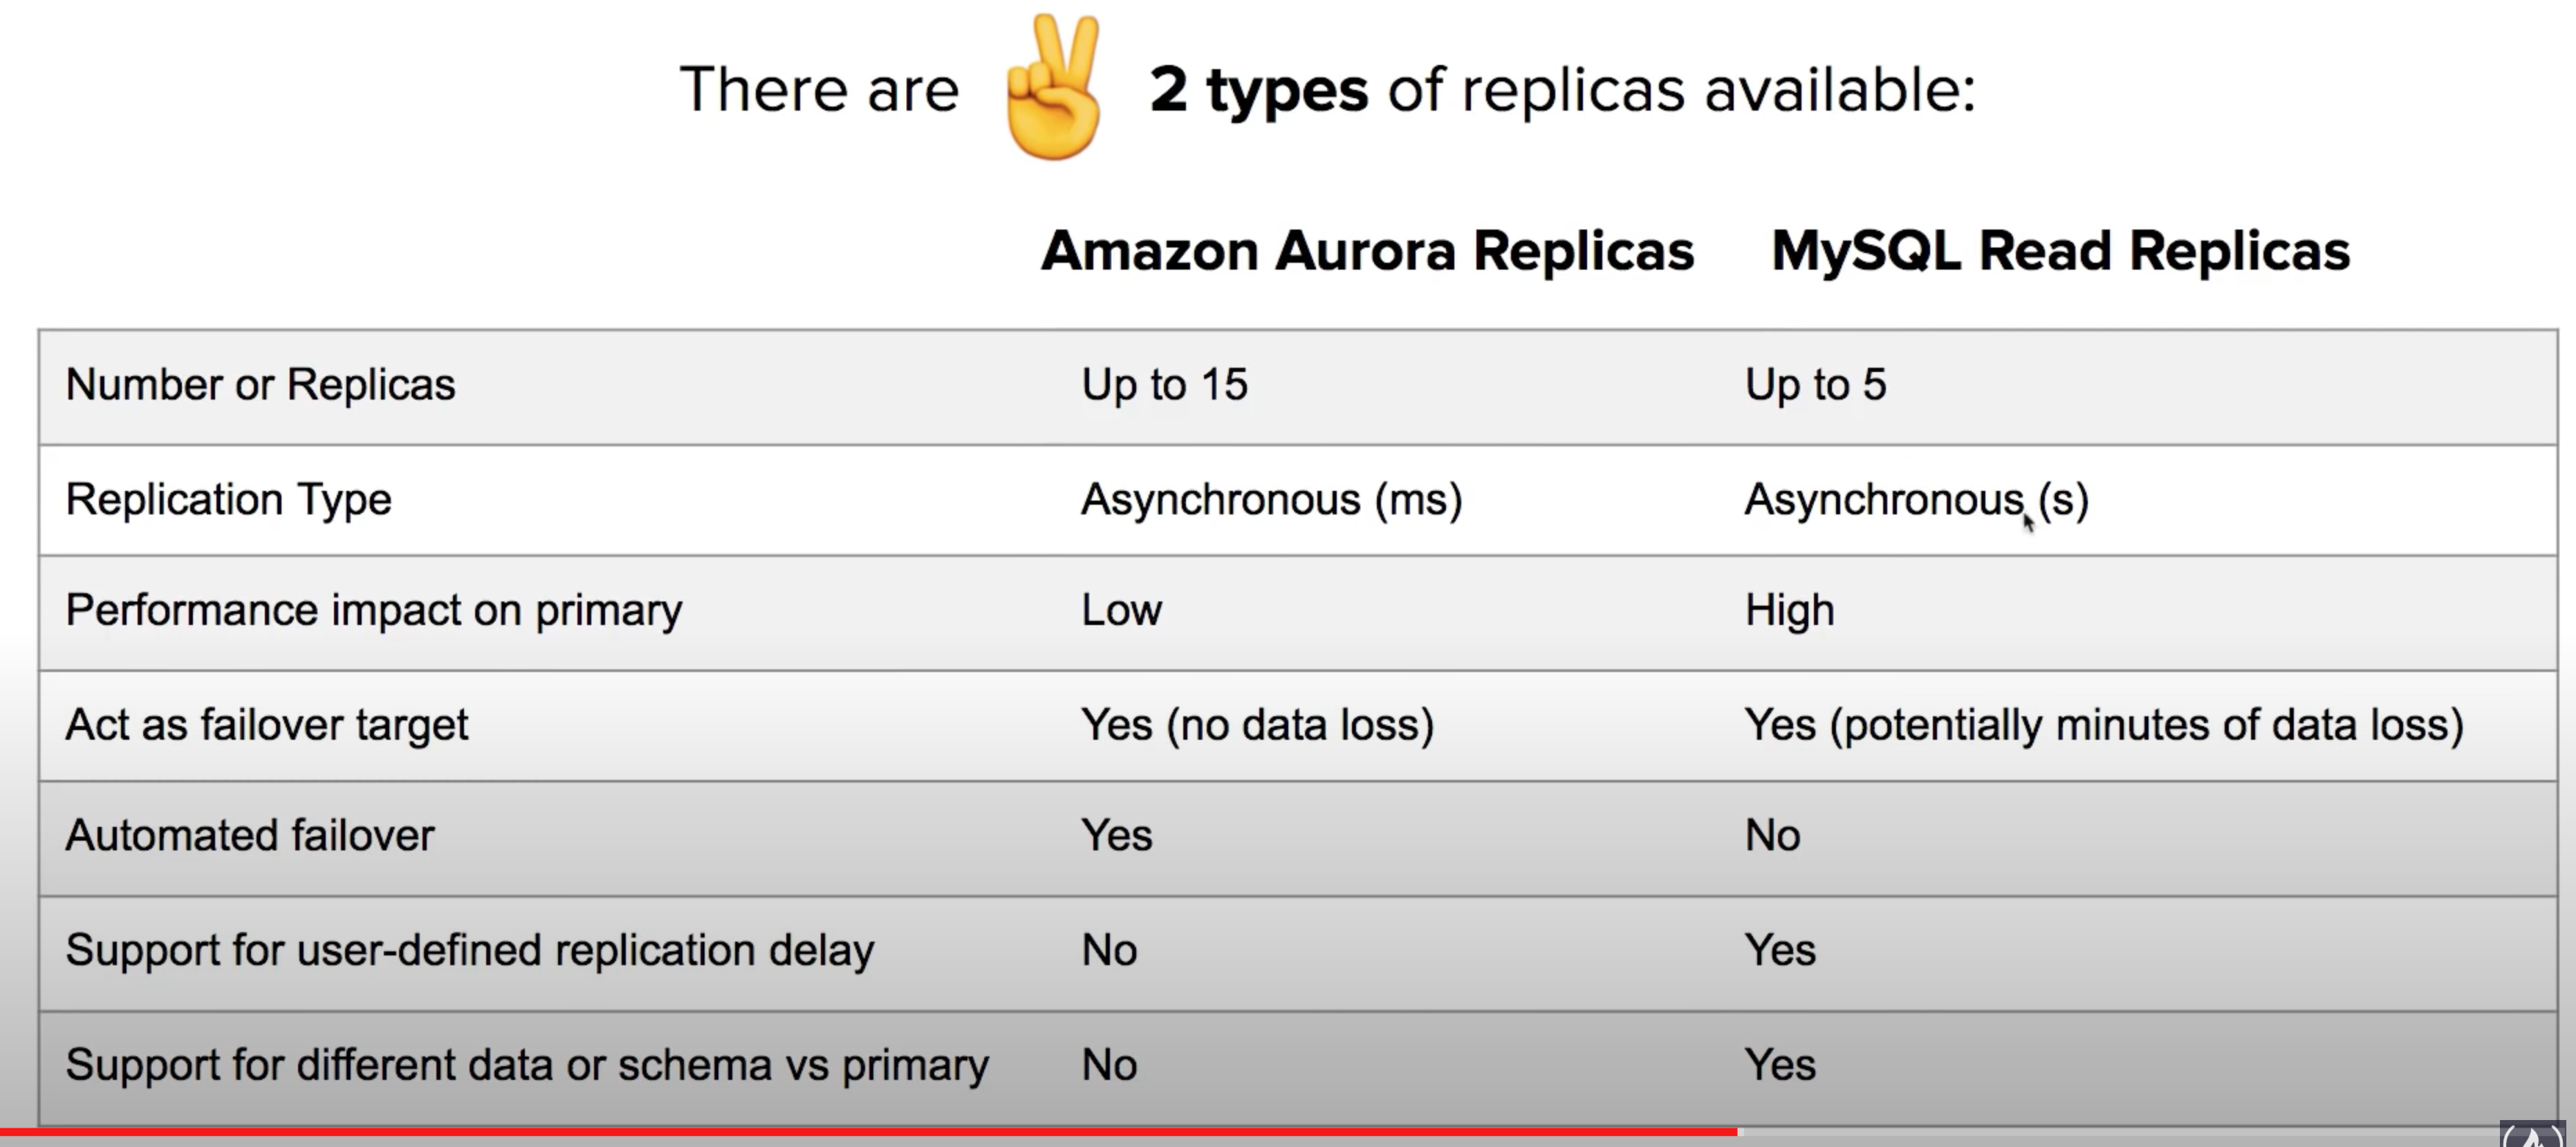 There are ✌️ 2 types of replicas available:
Amazon Aurora Replicas MySQL Read Replicas
Number or Replicas Up to 15 Up to 5
Replication Type Asynchronous (ms) Asynchronous (s)
Performance impact on primary Low High
Act as failover target Yes (no data loss) Yes (potentially minutes of data loss)
Automated failover Yes No
Support for user-defined replication delay No Yes
Support for different data or schema vs primary No Yes